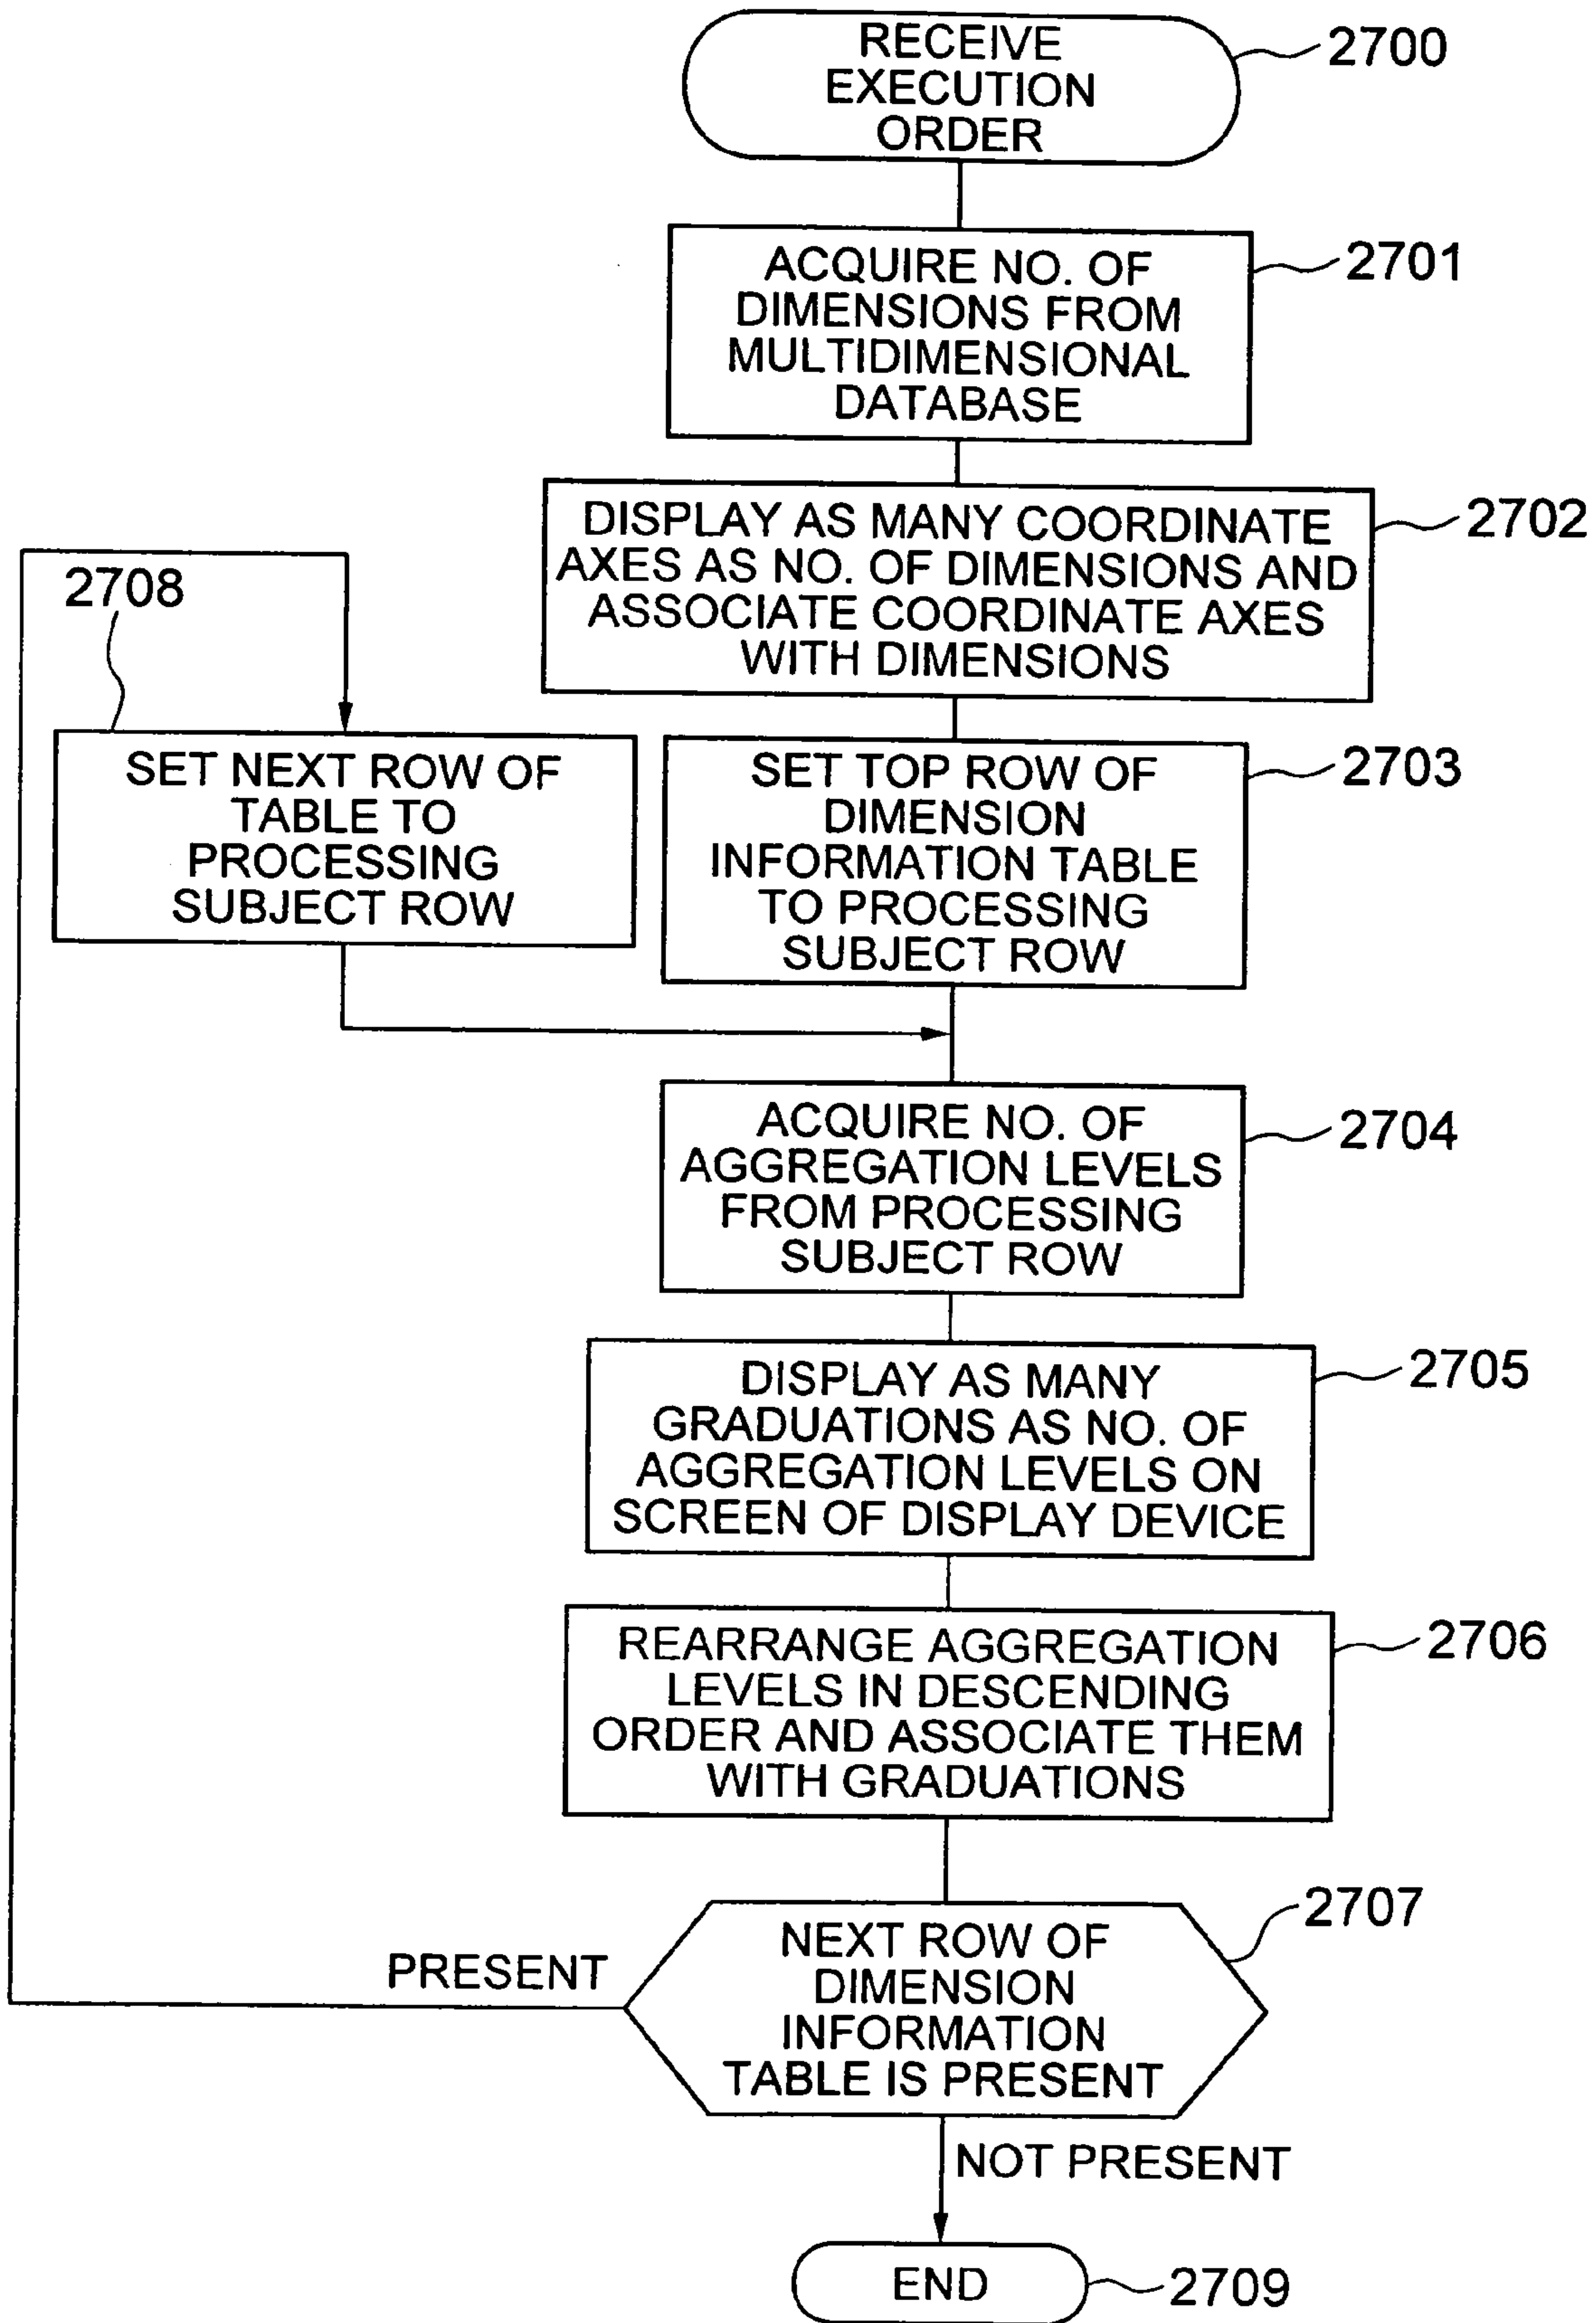 RECEIVE
EXECUTION
ORDER
2700
ACQUIRE NO. OF
DIMENSIONS FROM
MULTIDIMENSIONAL
DATABASE
2701
DISPLAY AS MANY COORDINATE
AXES AS NO. OF DIMENSIONS AND
ASSOCIATE COORDINATE AXES
WITH DIMENSIONS
2702
2708
SET NEXT ROW OF
TABLE TO
PROCESSING
SUBJECT ROW
SET TOP ROW OF
DIMENSION
INFORMATION TABLE
TO PROCESSING
SUBJECT ROW
2703
ACQUIRE NO. OF
AGGREGATION LEVELS
FROM PROCESSING
SUBJECT ROW
2704
DISPLAY AS MANY
GRADUATIONS AS NO. OF
AGGREGATION LEVELS ON
SCREEN OF DISPLAY DEVICE
2705
REARRANGE AGGREGATION
LEVELS IN DESCENDING
ORDER AND ASSOCIATE THEM
WITH GRADUATIONS
2706
NEXT ROW OF
DIMENSION
INFORMATION
TABLE IS PRESENT
2707
PRESENT
NOT PRESENT
END
2709